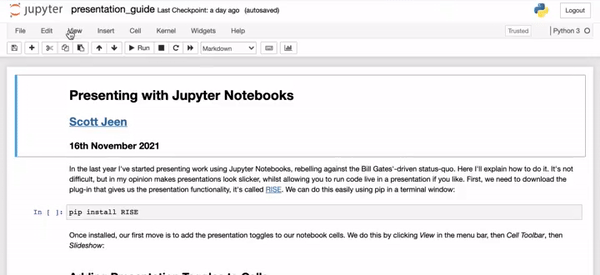 jupyter presentation_guide Last Checkpoint: a day ago (autosaved) Logout
File Edit View Insert Cell Kernel Widgets Help Trusted Python 3
Run Markdown
Presenting with Jupyter Notebooks
Scott Jeen
16th November 2021
In the last year I've started presenting work using Jupyter Notebooks, rebelling against the Bill Gates'-driven status-quo. Here I'll explain how to do it. It's not
difficult, but in my opinion makes presentations look slicker, whilst allowing you to run code live in a presentation if you like. First, we need to download the
plug-in that gives us the presentation functionality, it's called RISE. We can do this easily using pip in a terminal window:
In [ ]: pip install RISE
Once installed, our first move is to add the presentation toggles to our notebook cells. We do this by clicking View in the menu bar, then Cell Toolbar, then
Slideshow:
Adding Presentation Toggles to Cells